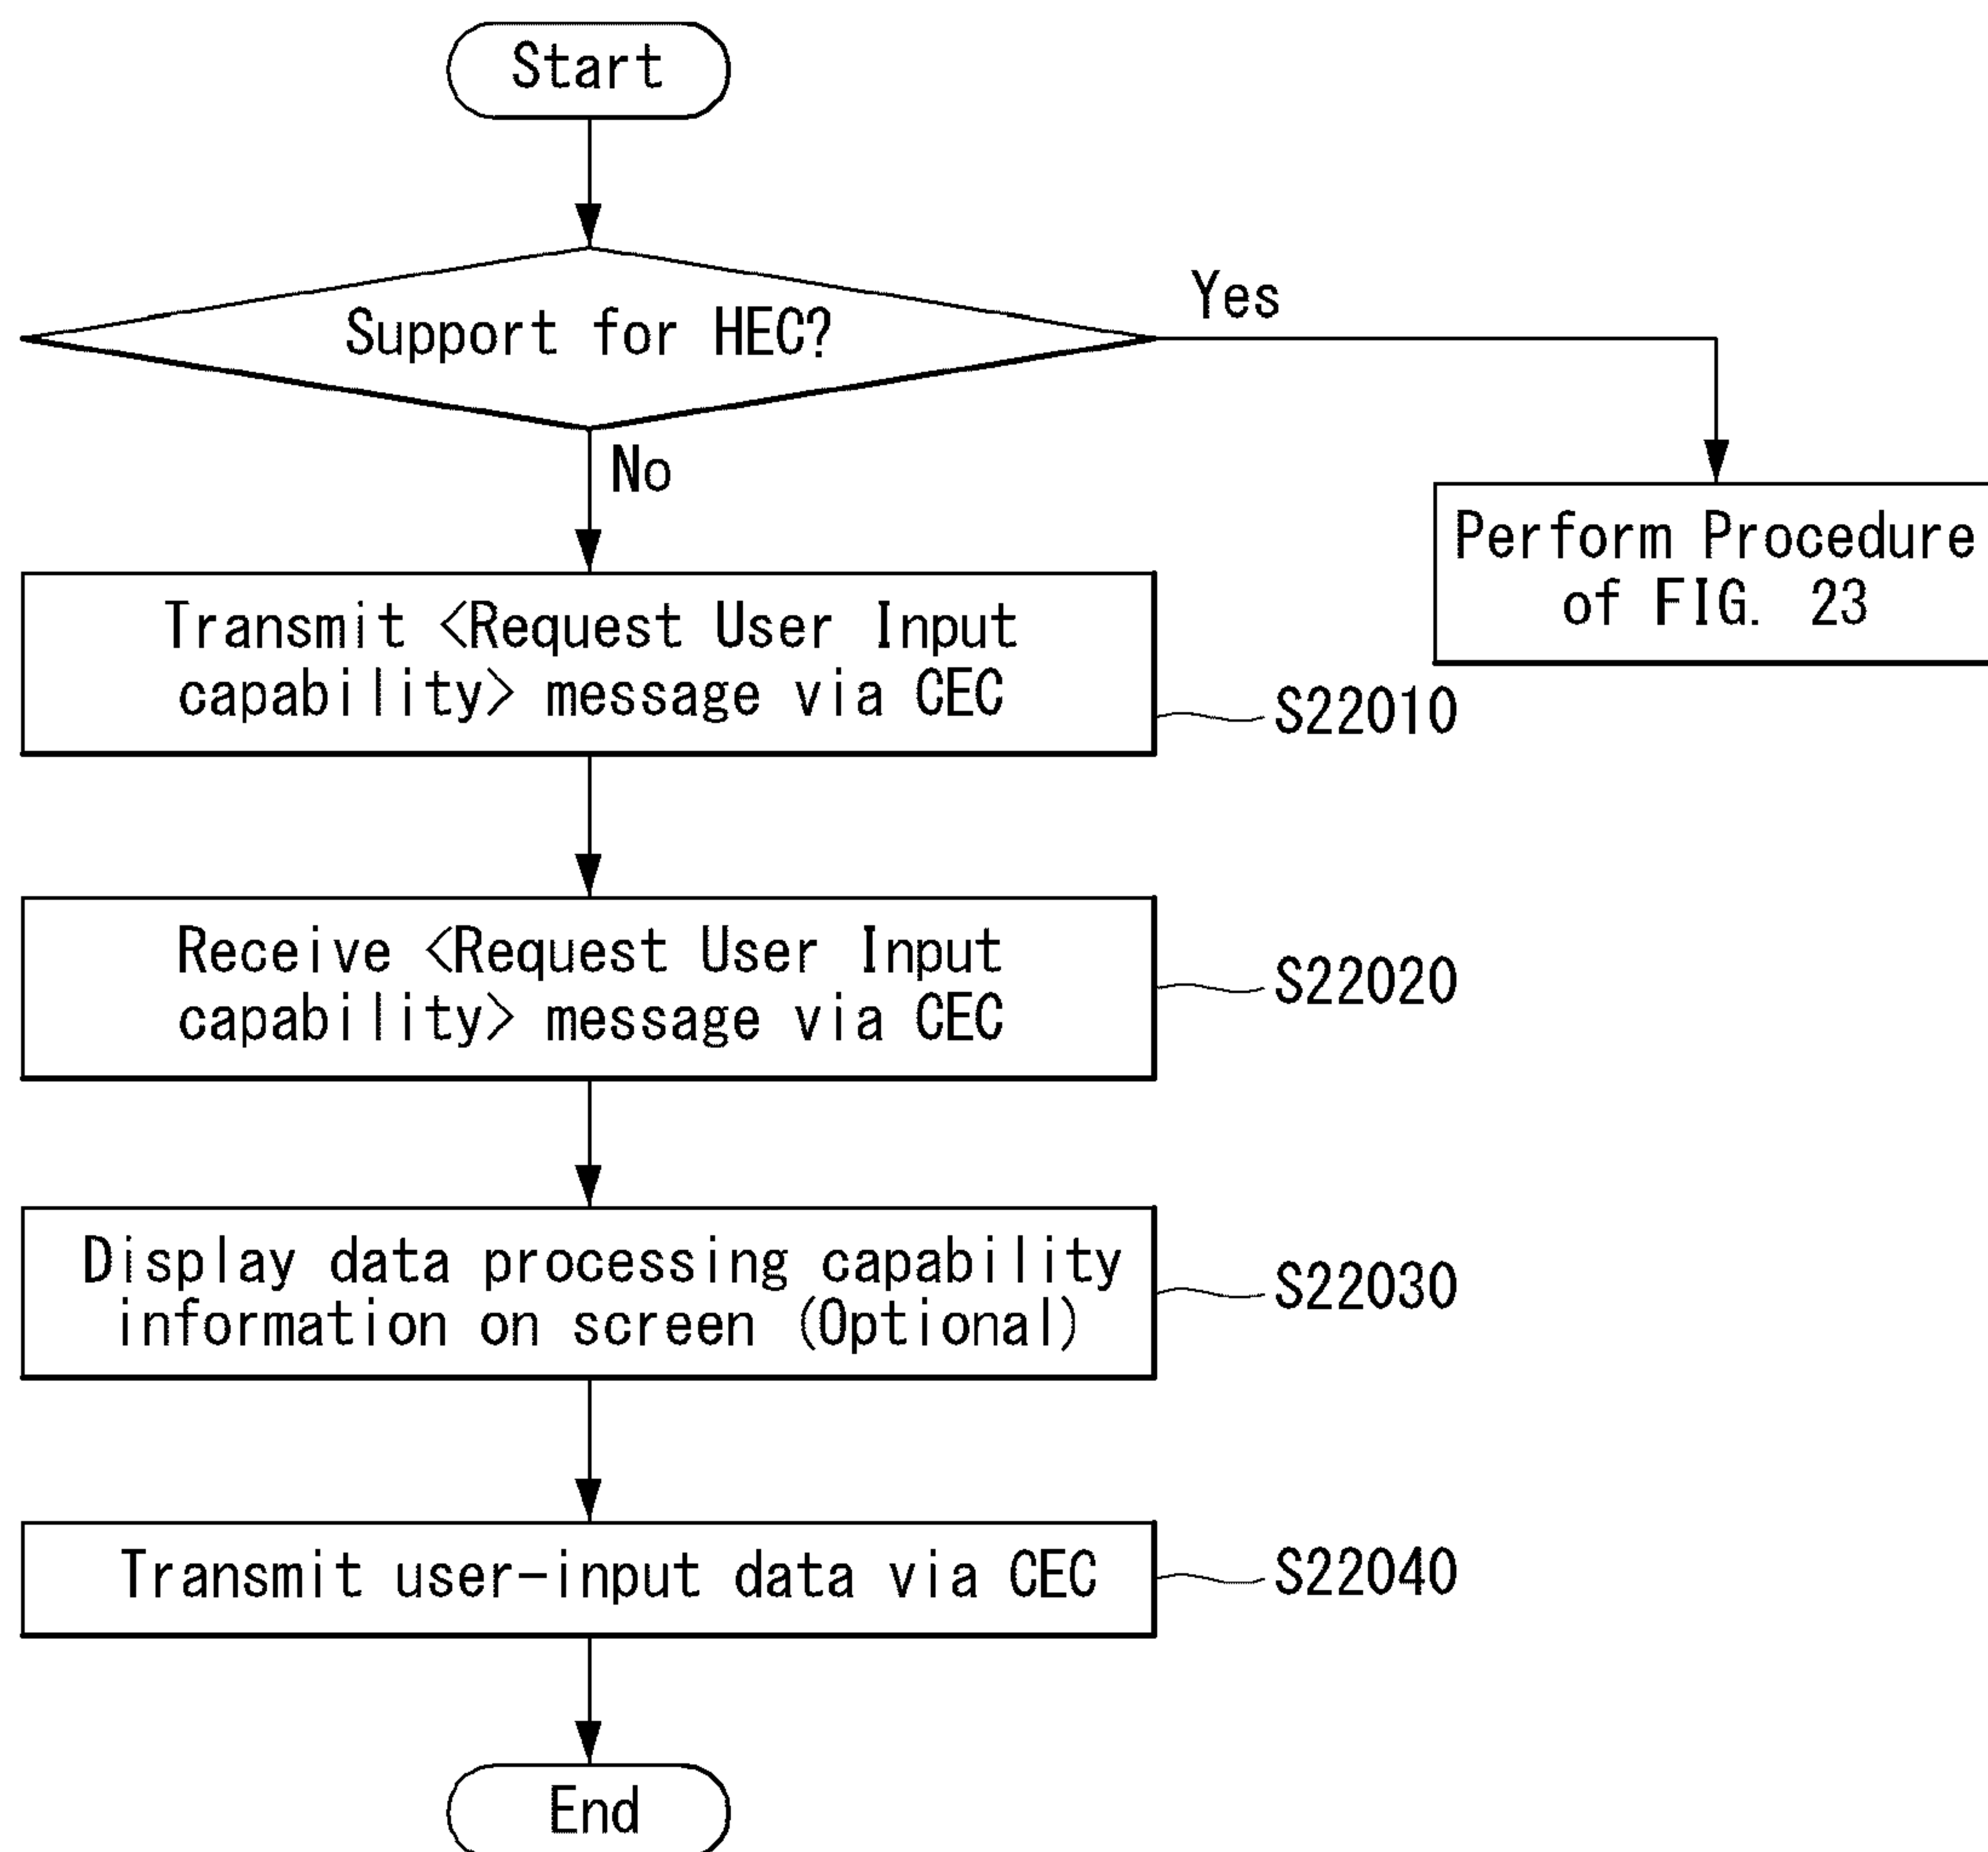 Start
Support for HEC?
Yes
No
Perform Procedure
of FIG. 23
Transmit <Request User Input
capability> message via CEC
S22010
Receive <Request User Input
capability> message via CEC
S22020
Display data processing capability
information on screen (Optional)
S22030
Transmit user-input data via CEC
S22040
End